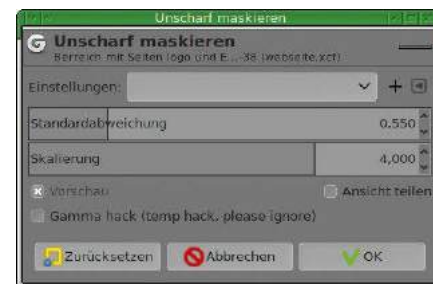 Unscharf maskieren
Unscharf maskieren
Berreich mit Seiten logo und E...-38 (webseite.xcf)
Einstellungen:
Standardabweichung 0.550
Skalierung 4,000
Vorschau Ansicht teilen
Gamma hack (temp hack, please ignore)
Zurücksetzen Abbrechen OK